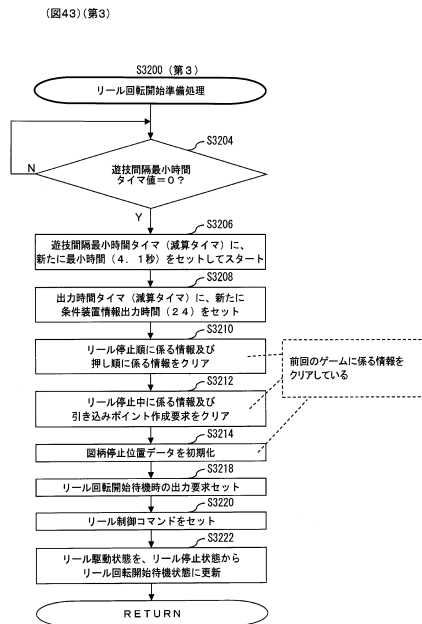 (図43)(第3)
S3200(第3)
リール回転開始準備処理
S3204
N
遊技間隔最小時間
タイマ値=0?
Y
S3206
遊技間隔最小時間タイマ(減算タイマ)に、
新たに最小時間(4.1秒)をセットしてスタート
S3208
出力時間タイマ(減算タイマ)に、新たに
条件装置情報出力時間(24)をセット
S3210
リール停止順に係る情報及び
押し順に係る情報をクリア
前回のゲームに係る情報を
クリアしている
S3212
リール停止中に係る情報及び
引き込みポイント作成要求をクリア
S3214
図柄停止位置データを初期化
S3218
リール回転開始待機時の出力要求セット
S3220
リール制御コマンドをセット
S3222
リール駆動状態を、リール停止状態から
リール回転開始待機状態に更新
RETURN